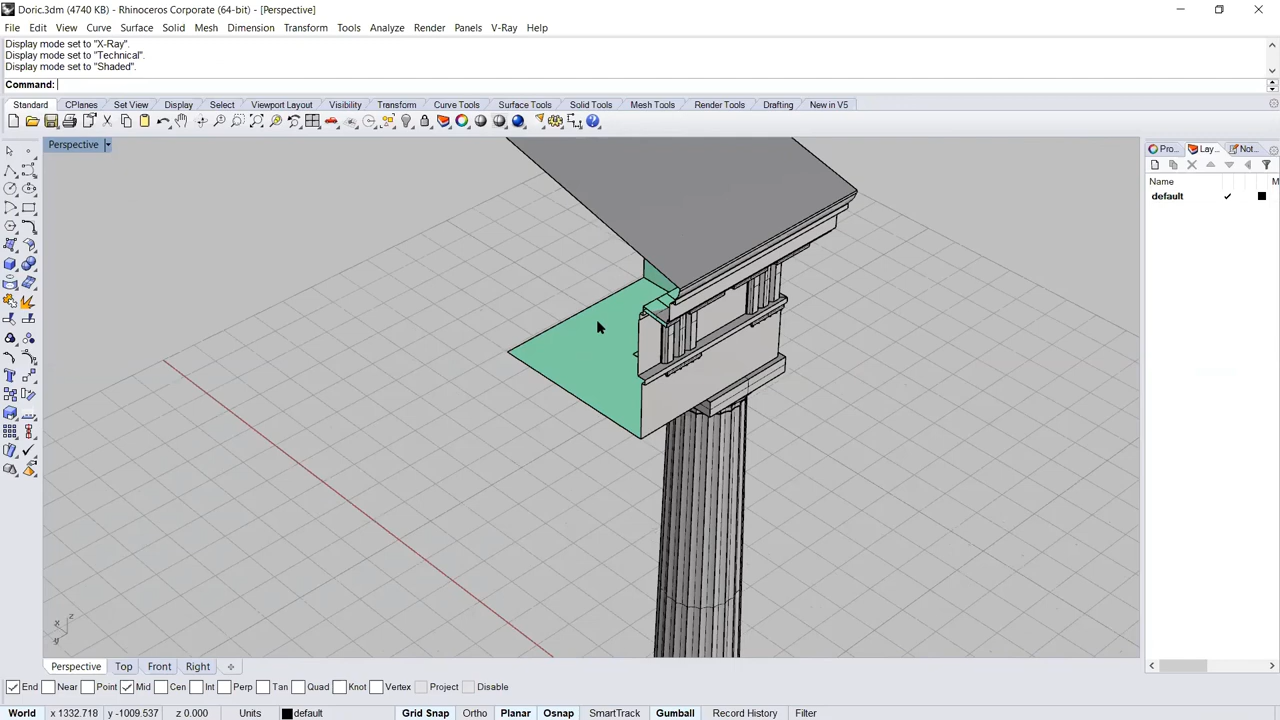 Doric.3dm (4740 KB) - Rhinoceros Corporate (64-bit) - [Perspective]
File Edit View Curve Surface Solid Mesh Dimension Transform Tools Analyze Render Panels V-Ray Help
Display mode set to "X-Ray".
Display mode set to "Technical".
Display mode set to "Shaded".
Command:
Standard CPlanes Set View Display Select Viewport Layout Visibility Transform Curve Tools Surface Tools Solid Tools Mesh Tools Render Tools Drafting New in V5
Perspective
Pro... Lay... Not...
Name M
default
x z y
Perspective Top Front Right
End Near Point Mid Cen Int Perp Tan Quad Knot Vertex Project Disable
World x 1332.718 y -1009.537 z 0.000 Units default Grid Snap Ortho Planar Osnap SmartTrack Gumball Record History Filter